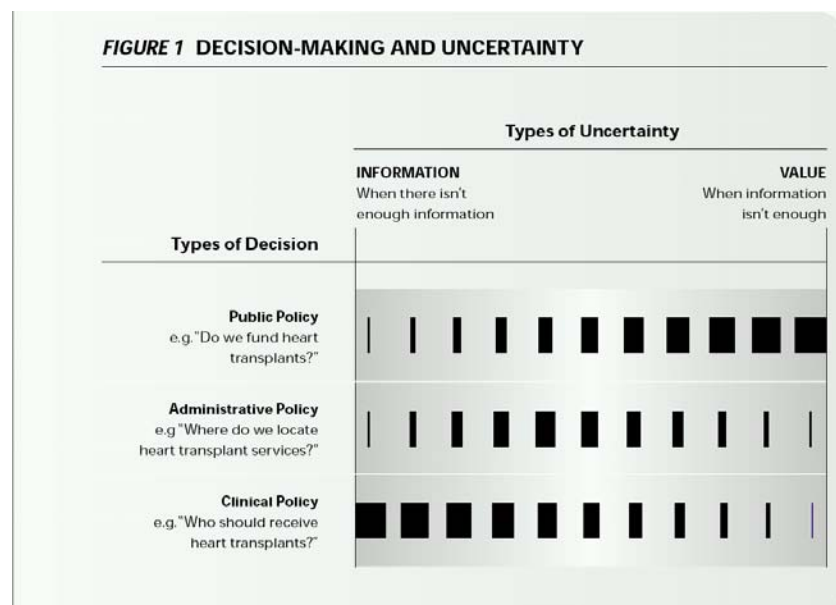 FIGURE 1 DECISION-MAKING AND UNCERTAINTY
Types of Uncertainty
INFORMATION
When there isn't
enough information
VALUE
When information
isn't enough
Types of Decision
Public Policy
e.g."Do we fund heart
transplants?"
Administrative Policy
e.g "Where do we locate
heart transplant services?"
Clinical Policy
e.g."Who should receive
heart transplants?"